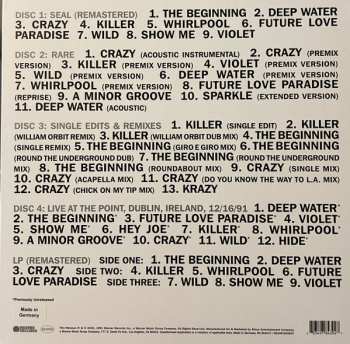 DISC 1: SEAL (REMASTERED) 1. THE BEGINNING 2. DEEP WATER
3. CRAZY 4. KILLER 5. WHIRLPOOL 6. FUTURE LOVE
PARADISE 7. WILD 8. SHOW ME 9. VIOLET
DISC 2: RARE 1. CRAZY (ACOUSTIC INSTRUMENTAL) 2. CRAZY (PREMIX
VERSION) 3. KILLER (PREMIX VERSION) 4. VIOLET (PREMIX VERSION)
5. WILD (PREMIX VERSION) 6. DEEP WATER (PREMIX VERSION)
7. WHIRLPOOL (PREMIX VERSION) 8. FUTURE LOVE PARADISE
(REPRISE) 9. A MINOR GROOVE 10. SPARKLE (EXTENDED VERSION)
11. DEEP WATER (ACOUSTIC)
DISC 3: SINGLE EDITS & REMIXES 1. KILLER (SINGLE EDIT) 2. KILLER
(WILLIAM ORBIT REMIX) 3. KILLER (WILLIAM ORBIT DUB MIX) 4. THE BEGINNING
(SINGLE REMIX) 5. THE BEGINNING (GIRO E GIRO MIX) 6. THE BEGINNING
(ROUND THE UNDERGROUND DUB) 7. THE BEGINNING (ROUND THE UNDERGROUND
MIX) 8. THE BEGINNING (ROUNDABOUT MIX) 9. CRAZY (SINGLE MIX)
10. CRAZY (ACAPELLA MIX) 11. CRAZY (DO YOU KNOW THE WAY TO L.A. MIX)
12. CRAZY (CHICK ON MY TIP MIX) 13. KRAZY
DISC 4: LIVE AT THE POINT, DUBLIN, IRELAND, 12/16/91 1. DEEP WATER*
2. THE BEGINNING* 3. FUTURE LOVE PARADISE* 4. VIOLET*
5. SHOW ME* 6. HEY JOE* 7. KILLER* 8. WHIRLPOOL*
9. A MINOR GROOVE* 10. CRAZY* 11. WILD* 12. HIDE*
LP (REMASTERED) SIDE ONE: 1. THE BEGINNING 2. DEEP WATER
3. CRAZY SIDE TWO: 4. KILLER 5. WHIRLPOOL 6. FUTURE
LOVE PARADISE SIDE THREE: 7. WILD 8. SHOW ME 9. VIOLET
*Previously Unreleased
Made in
Germany